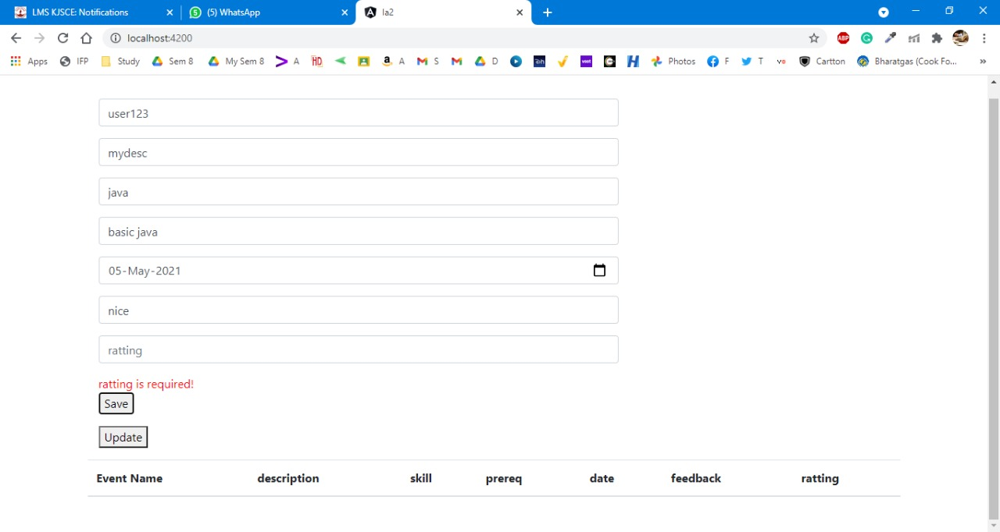 LMS KJSCE: Notifications (5) WhatsApp la2
localhost:4200 ABP
Apps IFP Study Sem 8 My Sem 8 A HD a A S D H Photos F T Cartton Bharatgas (Cook Fo...
user123
mydesc
java
basic java
05-May-2021
nice
ratting
ratting is required!
Save
Update
Event Name description skill prereq date feedback ratting